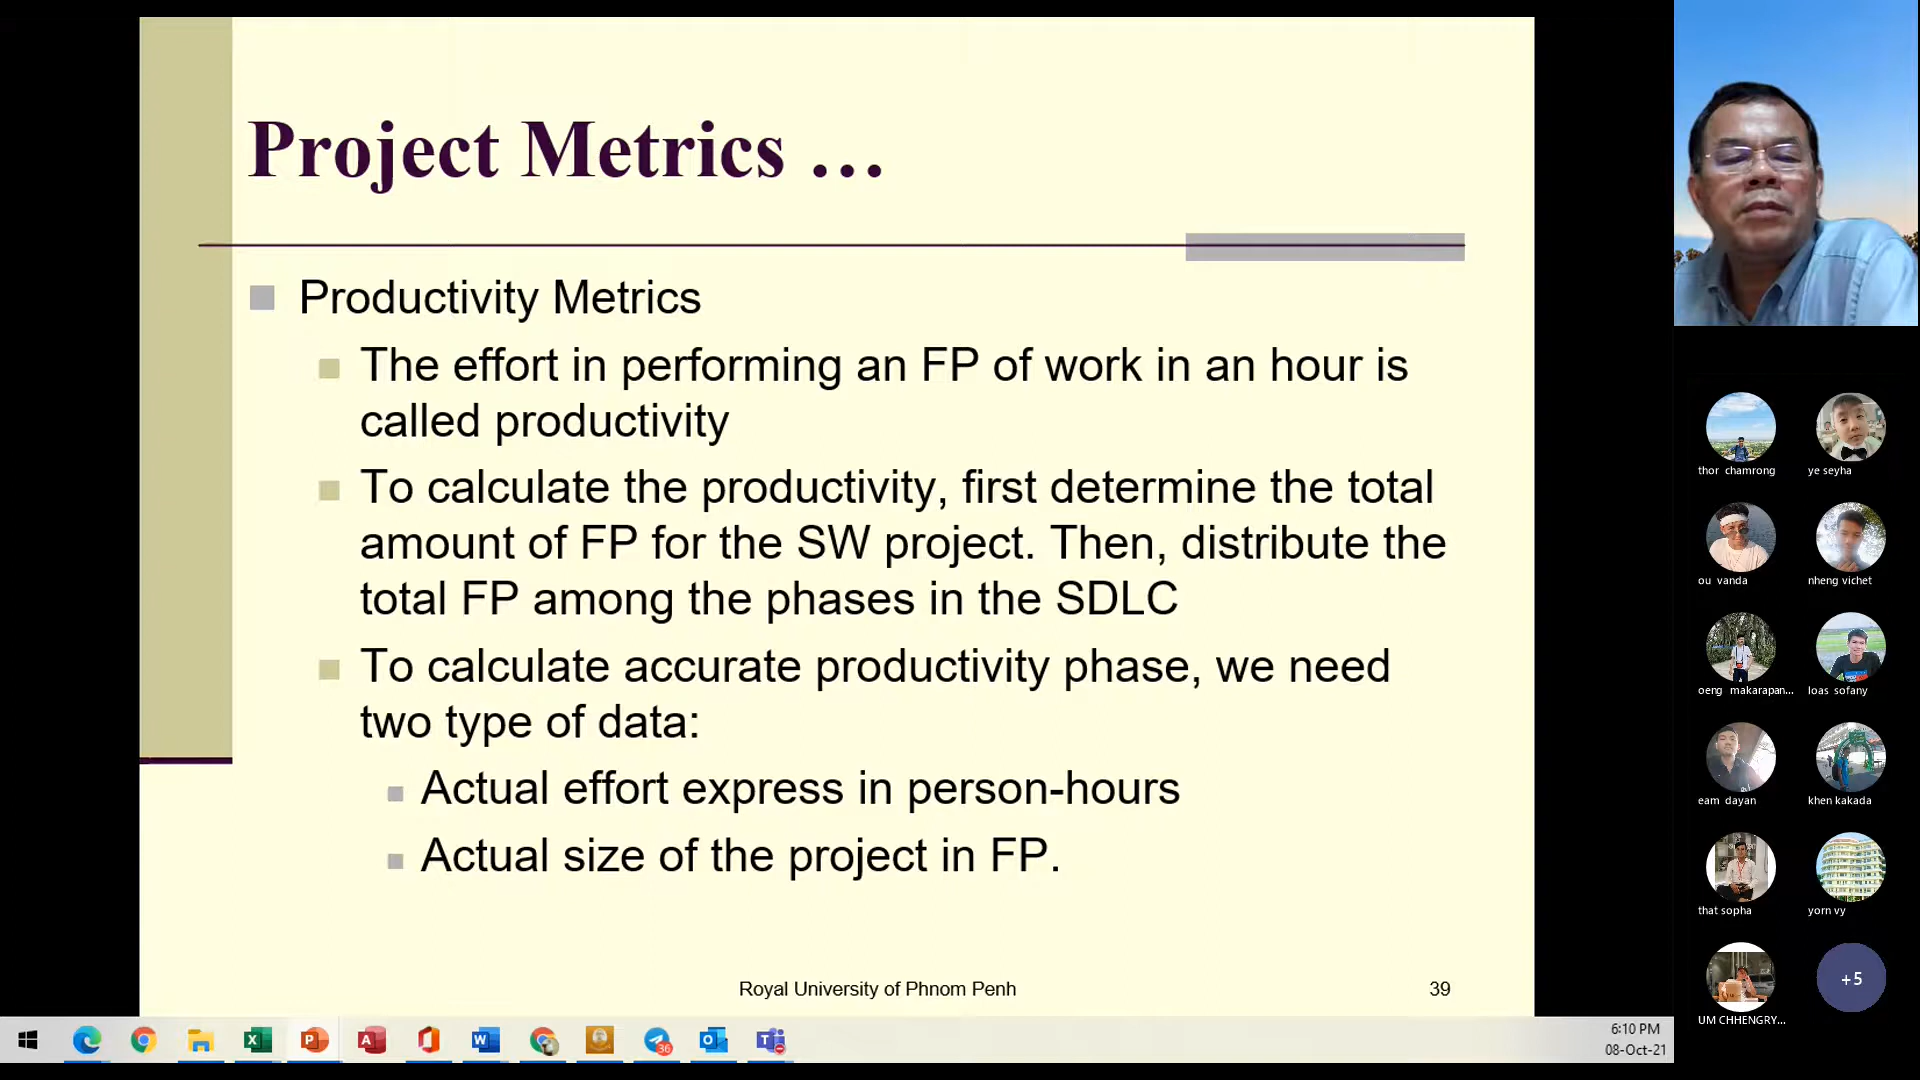 Project Metrics …
Productivity Metrics
The effort in performing an FP of work in an hour is
called productivity
To calculate the productivity, first determine the total
amount of FP for the SW project. Then, distribute the
total FP among the phases in the SDLC
To calculate accurate productivity phase, we need
two type of data:
Actual effort express in person-hours
Actual size of the project in FP.
Royal University of Phnom Penh
39
thor chamrong
ye seyha
ou vanda
nheng vichet
oeng makarapan...
loas sofany
eam dayan
khen kakada
that sopha
yorn vy
UM CHHENGRY...
+5
36
6:10 PM
08-Oct-21